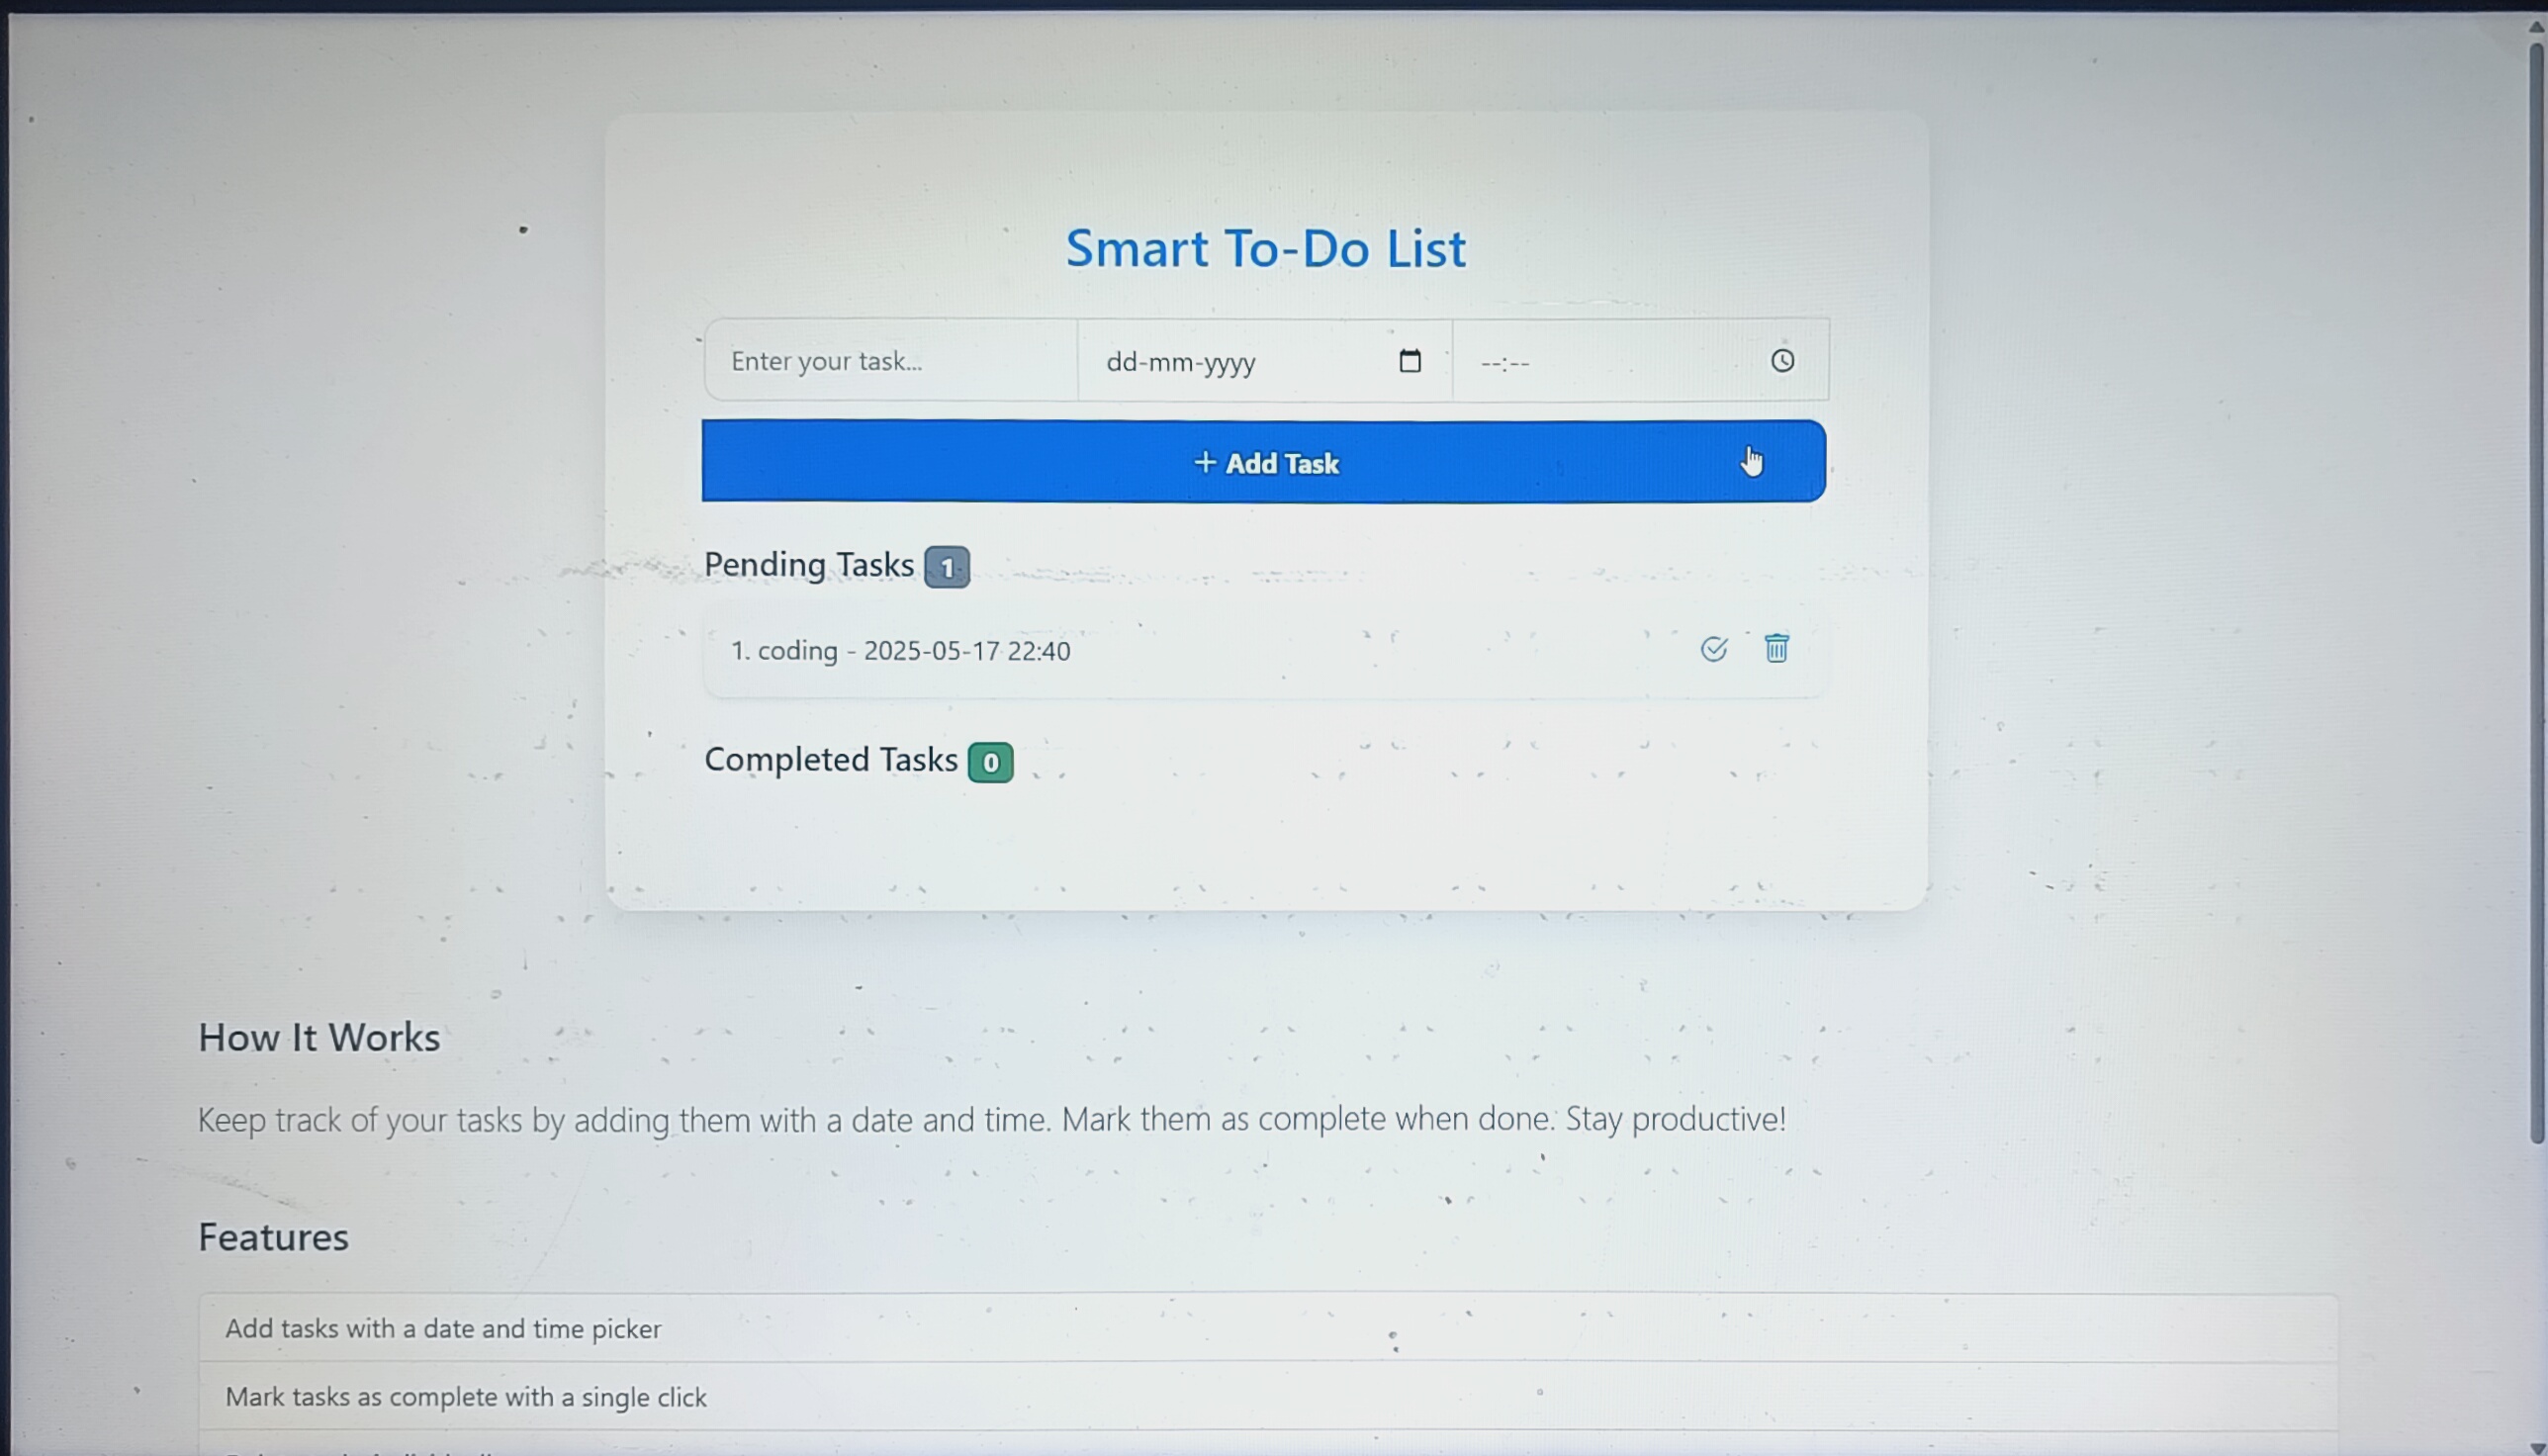 Smart To-Do List
Enter your task... dd-mm-yyyy --:--
+ Add Task
Pending Tasks 1
1. coding - 2025-05-17 22:40
Completed Tasks 0
How It Works
Keep track of your tasks by adding them with a date and time. Mark them as complete when done. Stay productive!
Features
Add tasks with a date and time picker
Mark tasks as complete with a single click